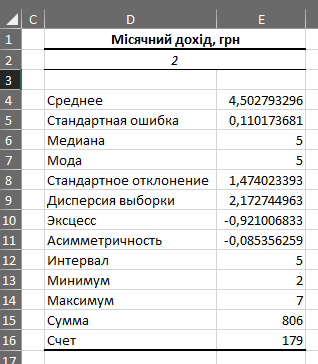 C D E
1 Місячний дохід, грн
2 2
3
4 Среднее 4,502793296
5 Стандартная ошибка 0,110173681
6 Медиана 5
7 Мода 5
8 Стандартное отклонение 1,474023393
9 Дисперсия выборки 2,172744963
10 Эксцесс -0,921006833
11 Асимметричность -0,085356259
12 Интервал 5
13 Минимум 2
14 Максимум 7
15 Сумма 806
16 Счет 179